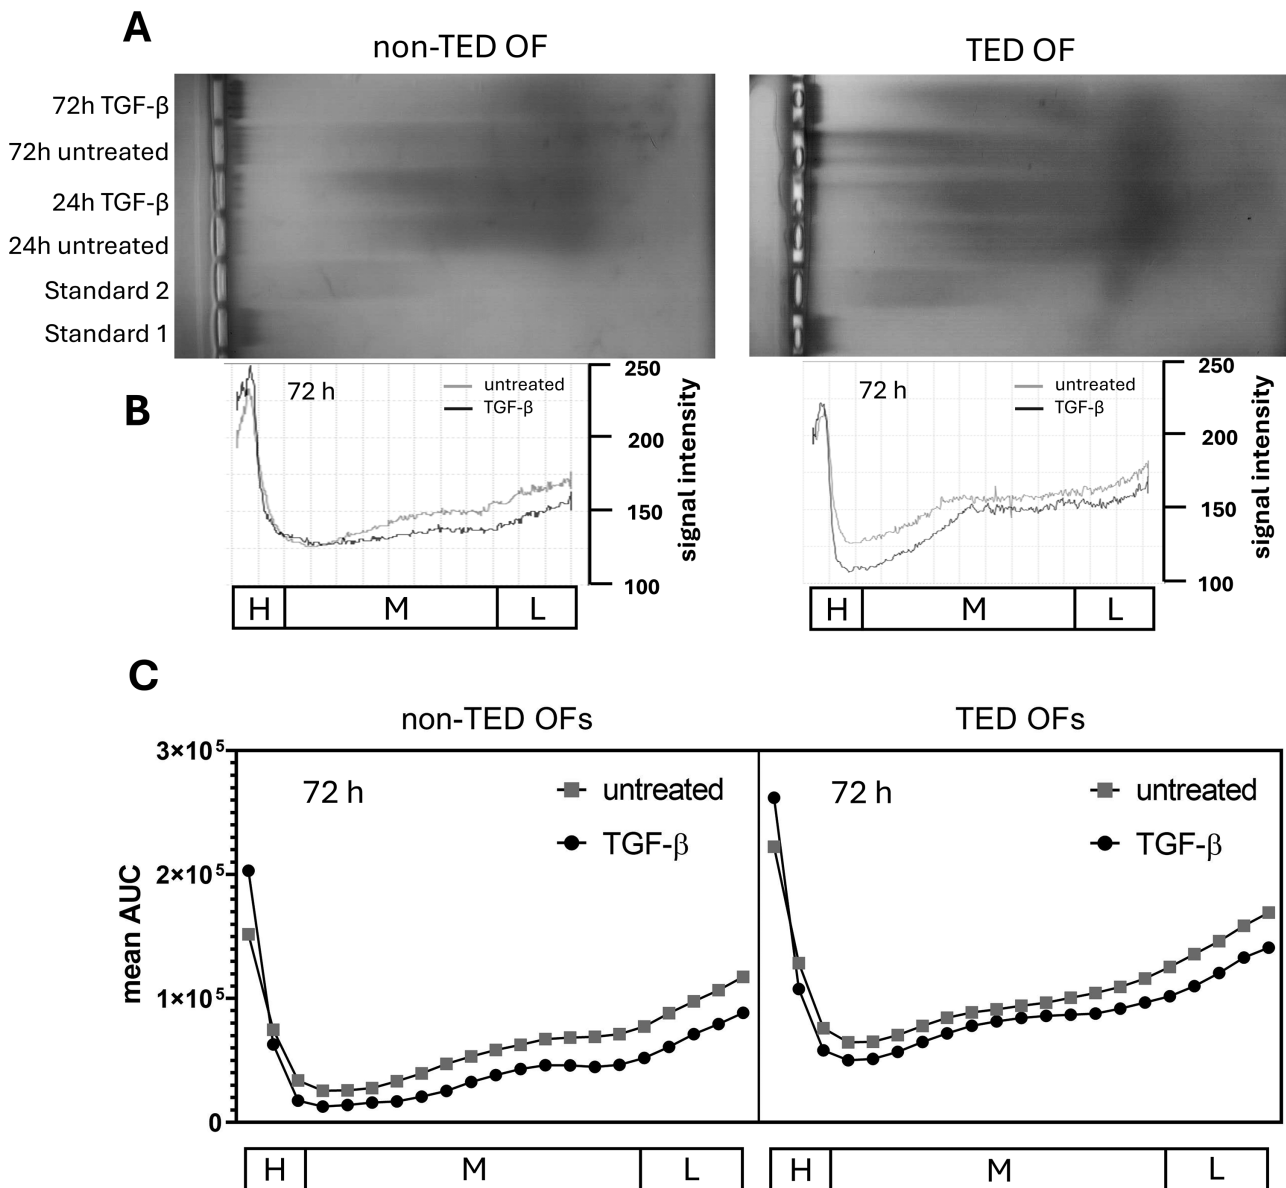 A
non-TED OF
TED OF
72h TGF-β
72h untreated
24h TGF-β
24h untreated
Standard 2
Standard 1
B
72 h
untreated
TGF-β
250
200
150
100
signal intensity
H M L
72 h
untreated
TGF-β
250
200
150
100
signal intensity
H M L
C
non-TED OFs
TED OFs
mean AUC
3×10⁵
2×10⁵
1×10⁵
0
72 h
untreated
TGF-β
72 h
untreated
TGF-β
H M L
H M L